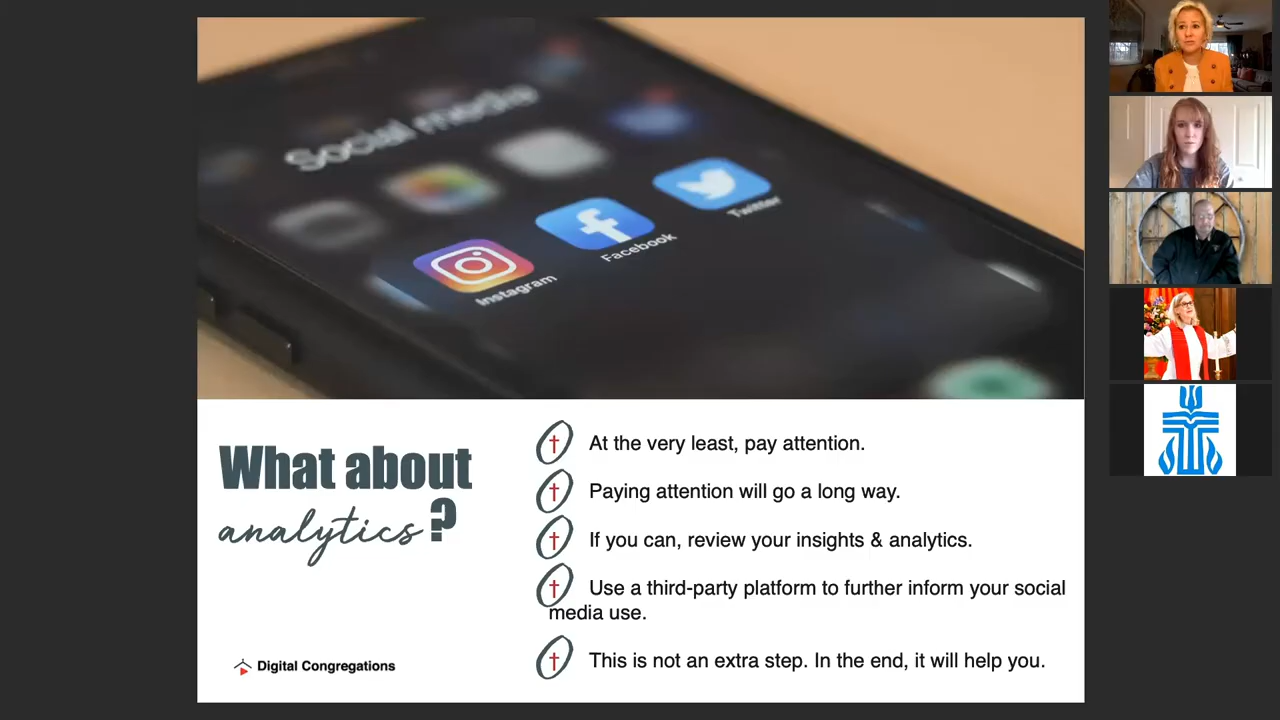 Social media
Instagram
Facebook
Twitter
What about
analytics?
At the very least, pay attention.
Paying attention will go a long way.
If you can, review your insights & analytics.
Use a third-party platform to further inform your social
media use.
This is not an extra step. In the end, it will help you.
Digital Congregations